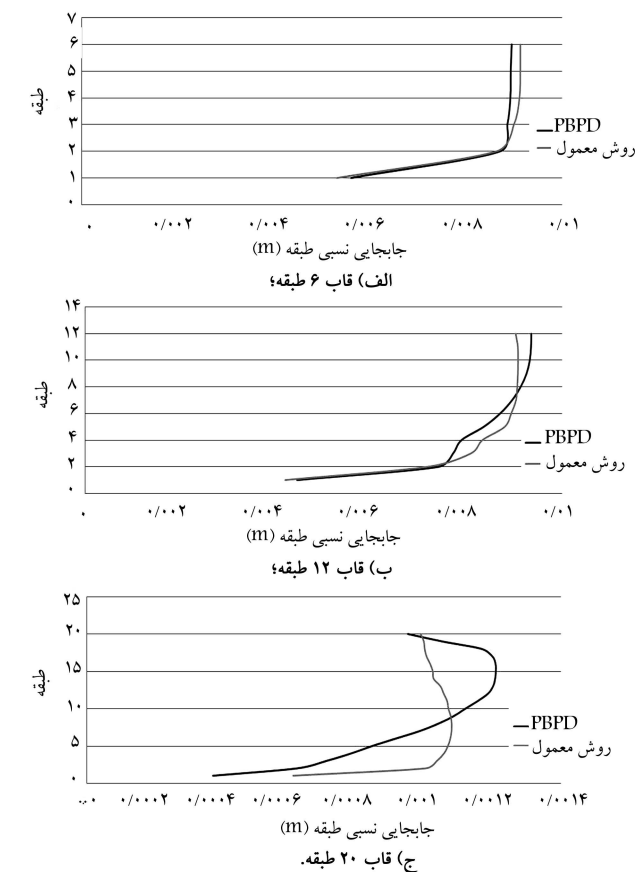 ۷
۶
۵
۴
۳
۲
۱
۰
طبقه
PBPD
روش معمول
۰ ۰/۰۰۲ ۰/۰۰۴ ۰/۰۰۶ ۰/۰۰۸ ۰/۰۱
جابجایی نسبی طبقه (m)
الف) قاب ۶ طبقه؛
۱۴
۱۲
۱۰
۸
۶
۴
۲
۰
طبقه
PBPD
روش معمول
۰ ۰/۰۰۲ ۰/۰۰۴ ۰/۰۰۶ ۰/۰۰۸ ۰/۰۱
جابجایی نسبی طبقه (m)
ب) قاب ۱۲ طبقه؛
۲۵
۲۰
۱۵
۱۰
۵
۰
طبقه
PBPD
روش معمول
۰/۰۰۰۲ ۰/۰۰۰۴ ۰/۰۰۰۶ ۰/۰۰۰۸ ۰/۰۰۱ ۰/۰۰۱۲ ۰/۰۰۱۴
جابجایی نسبی طبقه (m)
ج) قاب ۲۰ طبقه.